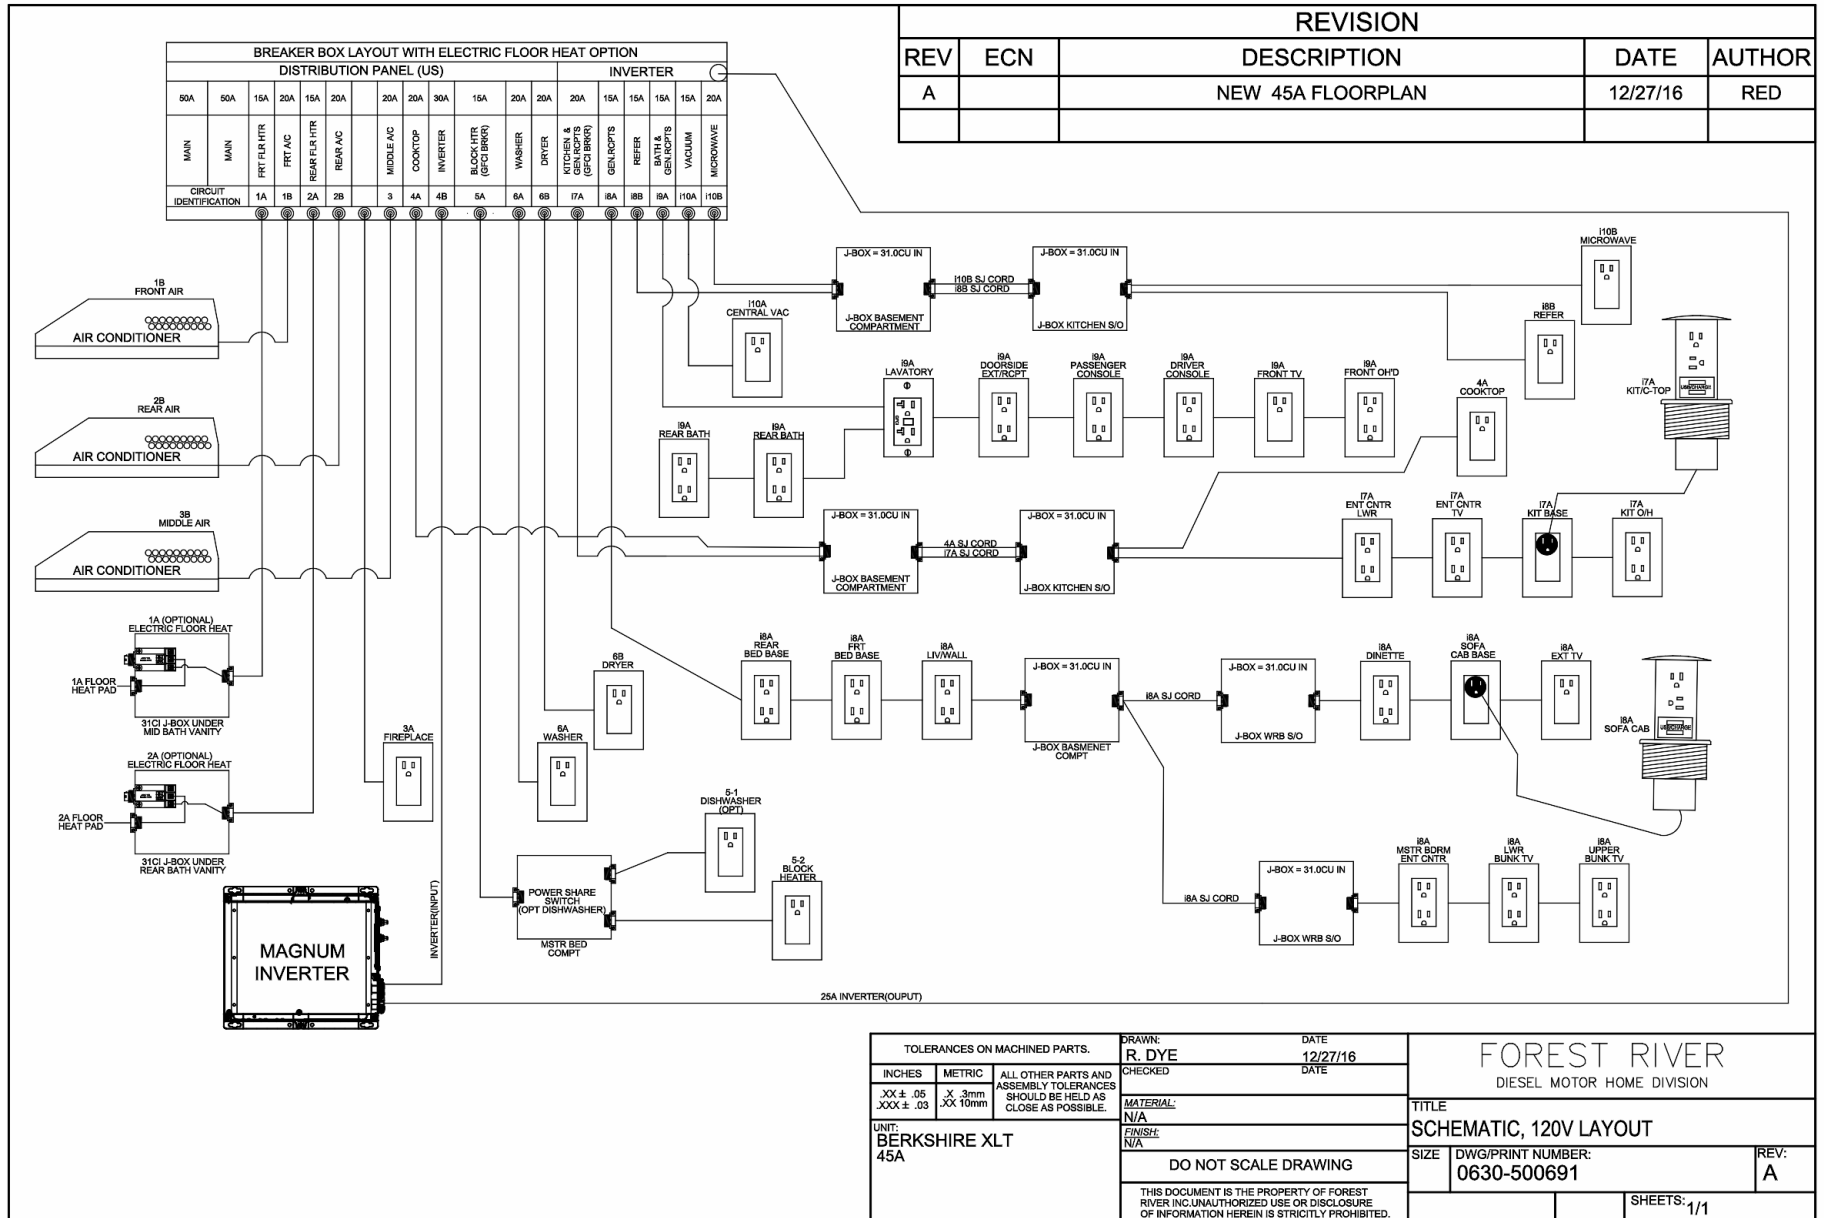 REVISION
REV ECN DESCRIPTION DATE AUTHOR
A NEW 45A FLOORPLAN 12/27/16 RED
BREAKER BOX LAYOUT WITH ELECTRIC FLOOR HEAT OPTION
DISTRIBUTION PANEL (US) INVERTER
50A 50A 15A 20A 15A 20A 20A 20A 30A 15A 20A 20A 20A 15A 15A 15A 15A 20A
MAIN
MAIN
FRT FLR HTR
FRT A/C
REAR FLR HTR
REAR A/C
MIDDLE A/C
COOKTOP
INVERTER
BLOCK HTR
(GFCI BRKR)
WASHER
DRYER
KITCHEN &
GEN.RCPTS
(GFCI BRKR)
GEN.RCPTS
REFER
BATH &
GEN.RCPTS
VACUUM
MICROWAVE
CIRCUIT
IDENTIFICATION
1A 1B 2A 2B 3 4A 4B 5A 6A 6B i7A i8A i8B i9A i10A i10B
1B
FRONT AIR
AIR CONDITIONER
2B
REAR AIR
AIR CONDITIONER
3B
MIDDLE AIR
AIR CONDITIONER
J-BOX = 31.0CU IN
J-BOX BASEMENT
COMPARTMENT
i10B SJ CORD
i8B SJ CORD
J-BOX = 31.0CU IN
J-BOX KITCHEN S/O
i10B
MICROWAVE
i8B
REFER
i10A
CENTRAL VAC
i9A
LAVATORY
i9A
DOORSIDE
EXT/RCPT
i9A
PASSENGER
CONSOLE
i9A
DRIVER
CONSOLE
i9A
FRONT TV
i9A
FRONT OH'D
4A
COOKTOP
i7A
KIT/C-TOP
USB CHARGE
i9A
REAR BATH
i9A
REAR BATH
J-BOX = 31.0CU IN
J-BOX BASEMENT
COMPARTMENT
4A SJ CORD
i7A SJ CORD
J-BOX = 31.0CU IN
J-BOX KITCHEN S/O
i7A
ENT CNTR
LWR
i7A
ENT CNTR
TV
i7A
KIT BASE
i7A
KIT O/H
1A (OPTIONAL)
ELECTRIC FLOOR HEAT
1A FLOOR
HEAT PAD
31CI J-BOX UNDER
MID BATH VANITY
2A (OPTIONAL)
ELECTRIC FLOOR HEAT
2A FLOOR
HEAT PAD
31CI J-BOX UNDER
REAR BATH VANITY
3A
FIREPLACE
6B
DRYER
6A
WASHER
i8A
REAR
BED BASE
i8A
FRT
BED BASE
i8A
LIV/WALL
J-BOX = 31.0CU IN
J-BOX BASMENET
COMPT
i8A SJ CORD
J-BOX = 31.0CU IN
J-BOX WRB S/O
i8A
DINETTE
i8A
SOFA
CAB BASE
i8A
EXT TV
i8A
SOFA CAB
USB CHARGE
5-1
DISHWASHER
(OPT)
5-2
BLOCK
HEATER
POWER SHARE
SWITCH
(OPT DISHWASHER)
MSTR BED
COMPT
i8A SJ CORD
J-BOX = 31.0CU IN
J-BOX WRB S/O
i8A
MSTR BDRM
ENT CNTR
i8A
LWR
BUNK TV
i8A
UPPER
BUNK TV
MAGNUM
INVERTER
INVERTER(INPUT)
25A INVERTER(OUPUT)
TOLERANCES ON MACHINED PARTS.
INCHES METRIC
.XX ± .05 .X .3mm
.XXX ± .03 .XX 10mm
ALL OTHER PARTS AND
ASSEMBLY TOLERANCES
SHOULD BE HELD AS
CLOSE AS POSSIBLE.
UNIT:
BERKSHIRE XLT
45A
DRAWN: DATE
R. DYE 12/27/16
CHECKED DATE
MATERIAL:
N/A
FINISH:
N/A
DO NOT SCALE DRAWING
THIS DOCUMENT IS THE PROPERTY OF FOREST
RIVER INC.UNAUTHORIZED USE OR DISCLOSURE
OF INFORMATION HEREIN IS STRICTLY PROHIBITED.
FOREST RIVER
DIESEL MOTOR HOME DIVISION
TITLE
SCHEMATIC, 120V LAYOUT
SIZE DWG/PRINT NUMBER: REV:
0630-500691 A
SHEETS: 1/1